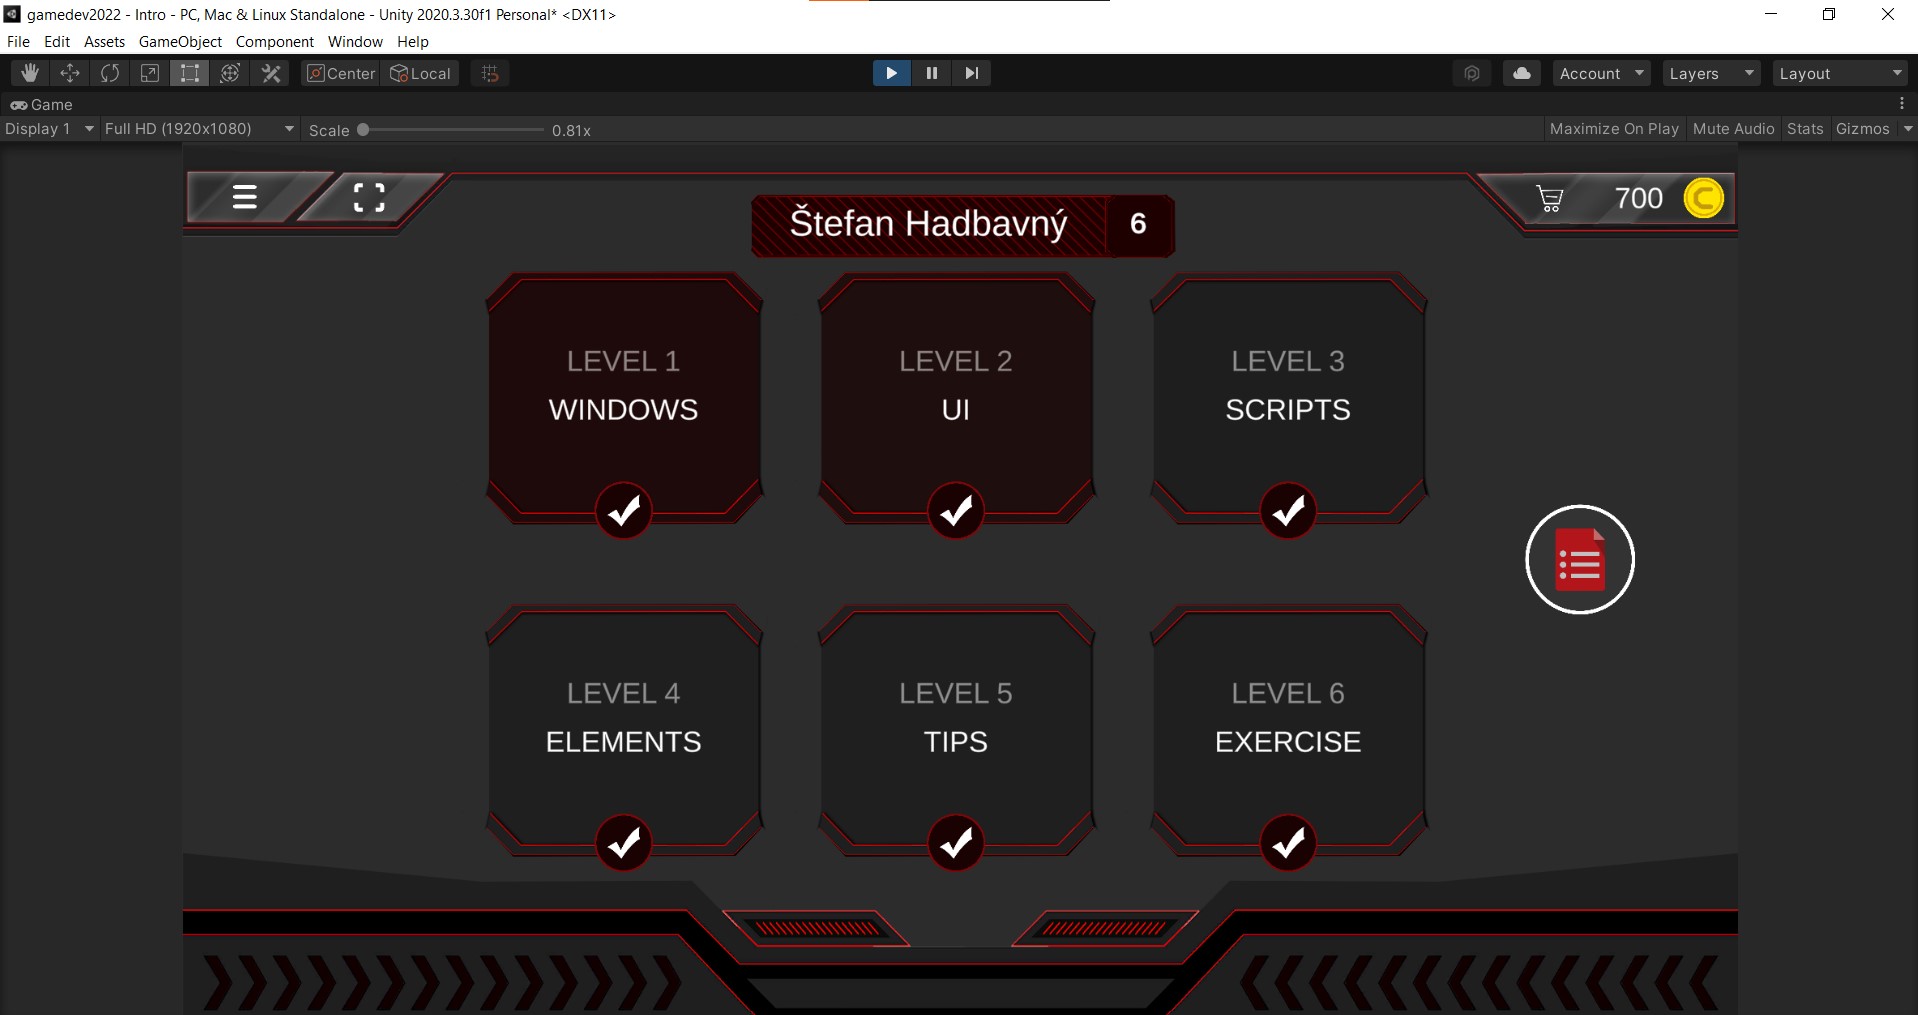 gamedev2022 - Intro - PC, Mac & Linux Standalone - Unity 2020.3.30f1 Personal* <DX11>
File Edit Assets GameObject Component Window Help
Center Local Account Layers Layout
Game
Display 1 Full HD (1920x1080) Scale 0.81x Maximize On Play Mute Audio Stats Gizmos
700 C
Štefan Hadbavný 6
LEVEL 1 LEVEL 2 LEVEL 3
WINDOWS UI SCRIPTS
LEVEL 4 LEVEL 5 LEVEL 6
ELEMENTS TIPS EXERCISE